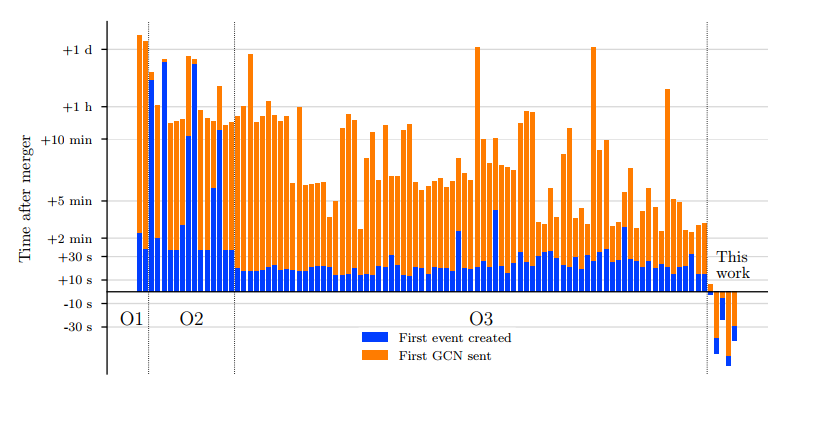 Time after merger
+1 d
+1 h
+10 min
+5 min
+2 min
+30 s
+10 s
-10 s
-30 s
This
work
O1
O2
O3
First event created
First GCN sent